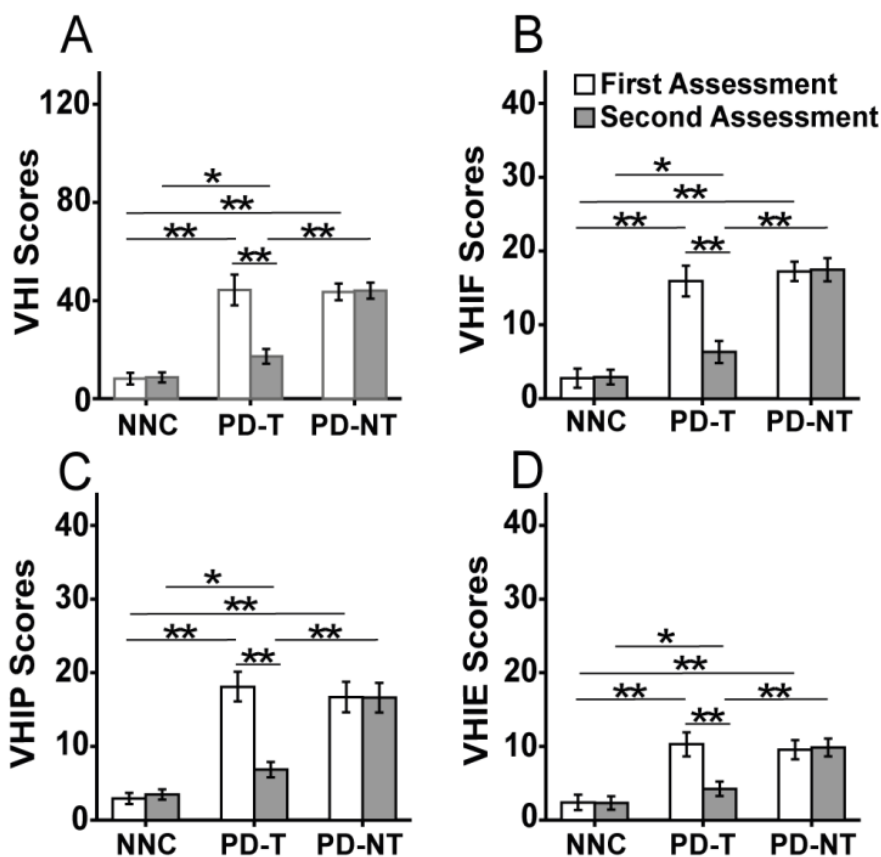 A
VHI Scores
120
80
40
0
*
**
** ** **
NNC PD-T PD-NT
B
First Assessment
Second Assessment
VHIF Scores
40
30
20
10
0
*
**
** ** **
NNC PD-T PD-NT
C
VHIP Scores
40
30
20
10
0
*
**
** ** **
NNC PD-T PD-NT
D
VHIE Scores
40
30
20
10
0
*
**
** ** **
NNC PD-T PD-NT